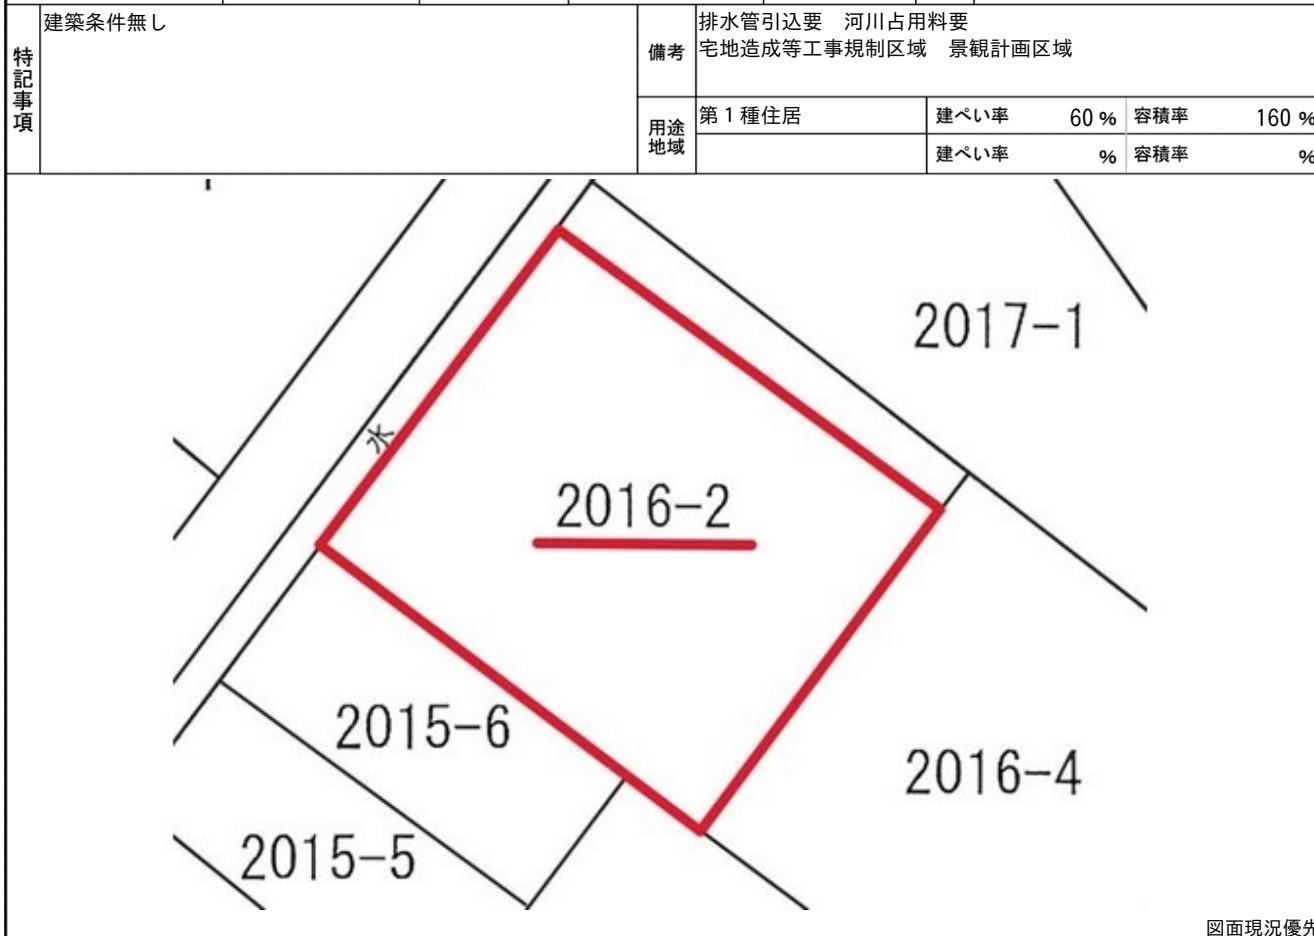 特記事項
建築条件無し
備考
排水管引込要　河川占用料要
宅地造成等工事規制区域　景観計画区域
用途地域
第1種住居
建ぺい率 60 % 容積率 160 %
建ぺい率 % 容積率 %
2017-1
水
2016-2
2015-6
2016-4
2015-5
図面現況優先